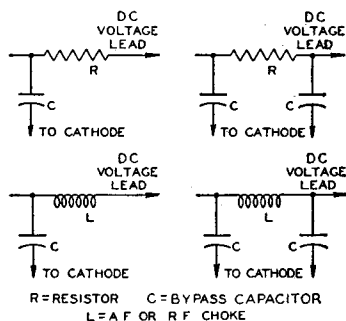 DC
VOLTAGE
LEAD
R
C
TO CATHODE
DC
VOLTAGE
LEAD
R
C
C
TO CATHODE
DC
VOLTAGE
LEAD
L
C
TO CATHODE
DC
VOLTAGE
LEAD
L
C
C
TO CATHODE
R=RESISTOR C=BYPASS CAPACITOR
L=AF OR RF CHOKE